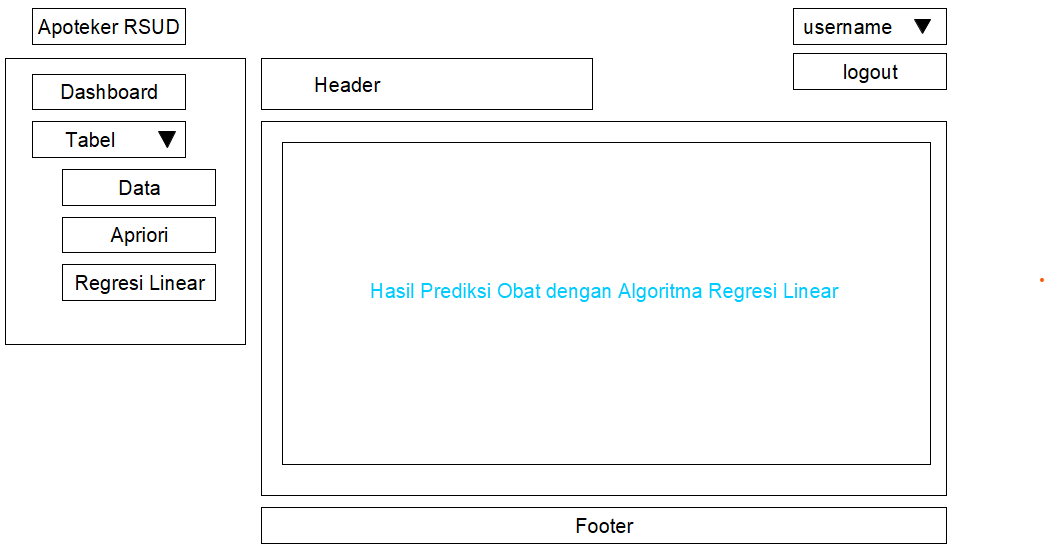 Apoteker RSUD
username
logout
Dashboard
Tabel
Data
Apriori
Regresi Linear
Header
Hasil Prediksi Obat dengan Algoritma Regresi Linear
Footer